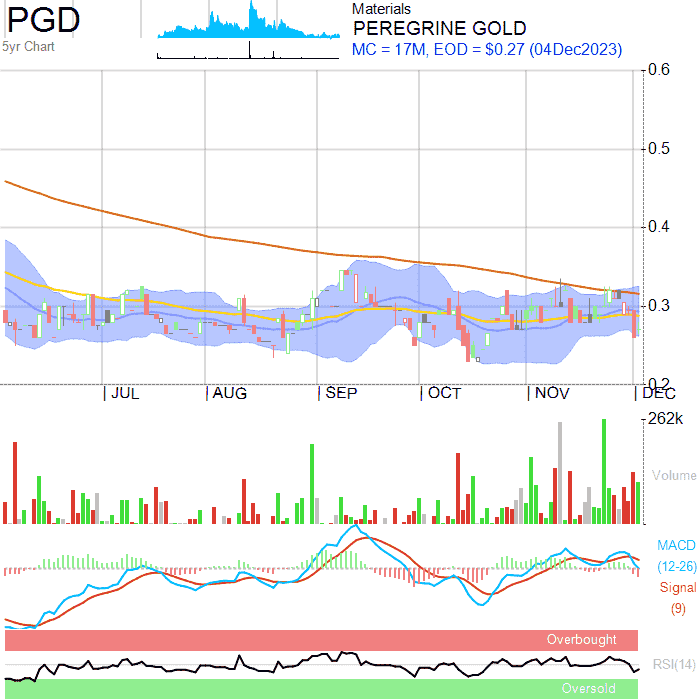 PGD
5yr Chart
Materials
PEREGRINE GOLD
MC = 17M, EOD = $0.27 (04Dec2023)
0.6
0.5
0.4
0.3
0.2
JUL
AUG
SEP
OCT
NOV
DEC
262k
Volume
MACD
(12-26)
Signal
(9)
Overbought
RSI(14)
Oversold